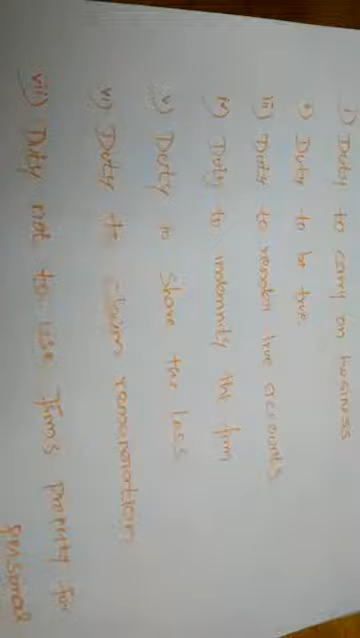 i) Duty to carry on business
ii) Duty to be true.
iii) Duty to render true accounts
iv) Duty to indemnity the firm
v) Duty to share the loss
vi) Duty to claim remuneration
vii) Duty not to use firms property for
personal